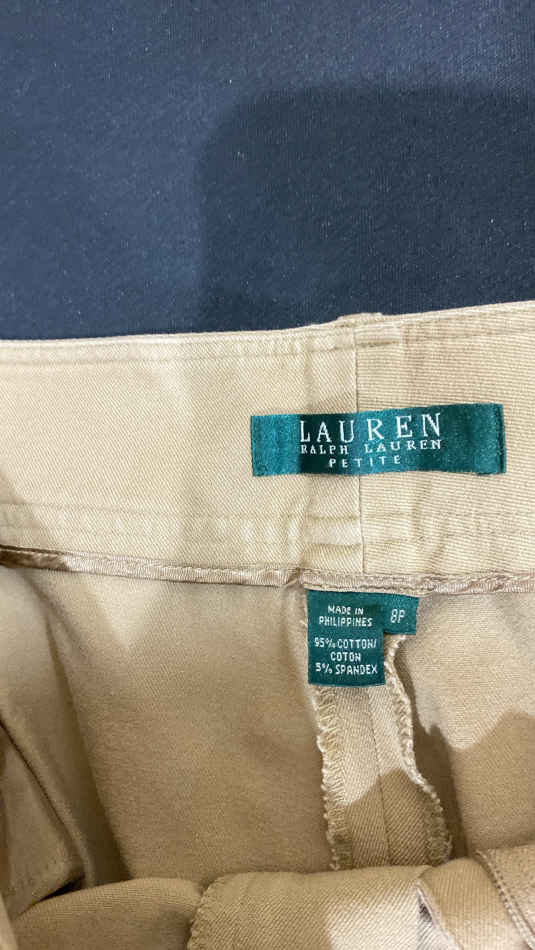 LAUREN
RALPH LAUREN
PETITE
MADE IN
PHILIPPINES
8P
95% COTTON/
COTON
5% SPANDEX